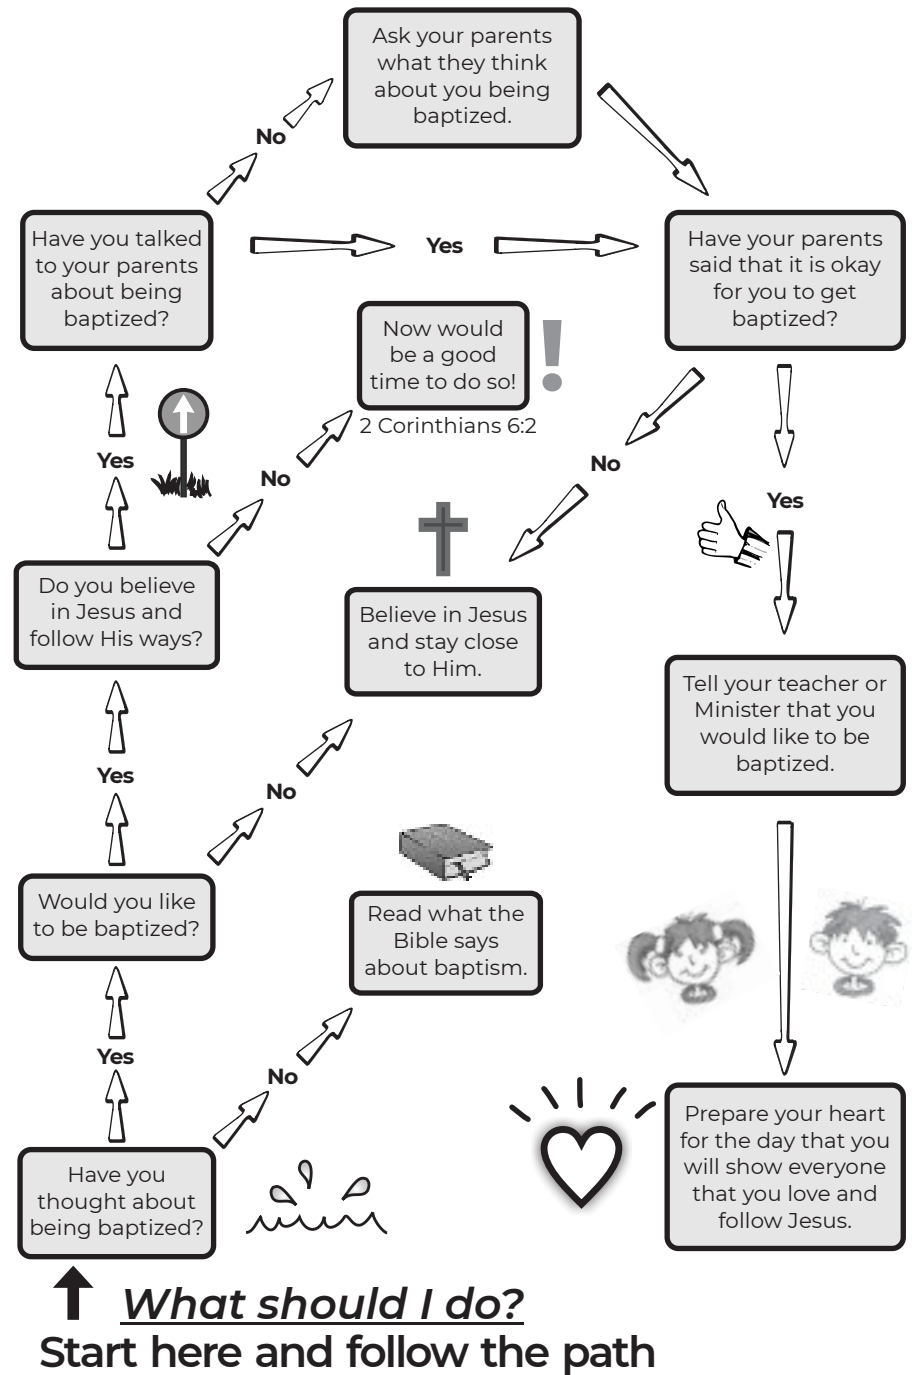 Ask your parents
what they think
about you being
baptized.
No
Have you talked
to your parents
about being
baptized?
Yes
Have your parents
said that it is okay
for you to get
baptized?
Now would
be a good
time to do so!
2 Corinthians 6:2
Yes
No
No
Yes
Do you believe
in Jesus and
follow His ways?
Believe in Jesus
and stay close
to Him.
Tell your teacher or
Minister that you
would like to be
baptized.
Yes
No
Would you like
to be baptized?
Read what the
Bible says
about baptism.
Yes
No
Have you
thought about
being baptized?
Prepare your heart
for the day that you
will show everyone
that you love and
follow Jesus.
What should I do?
Start here and follow the path